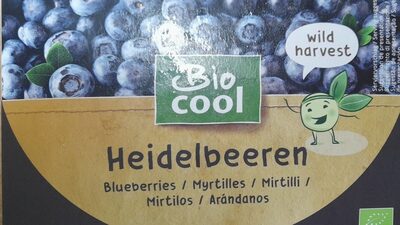 wild
harvest
Bio
cool
Heidelbeeren
Blueberries / Myrtilles / Mirtilli /
Mirtilos / Arándanos